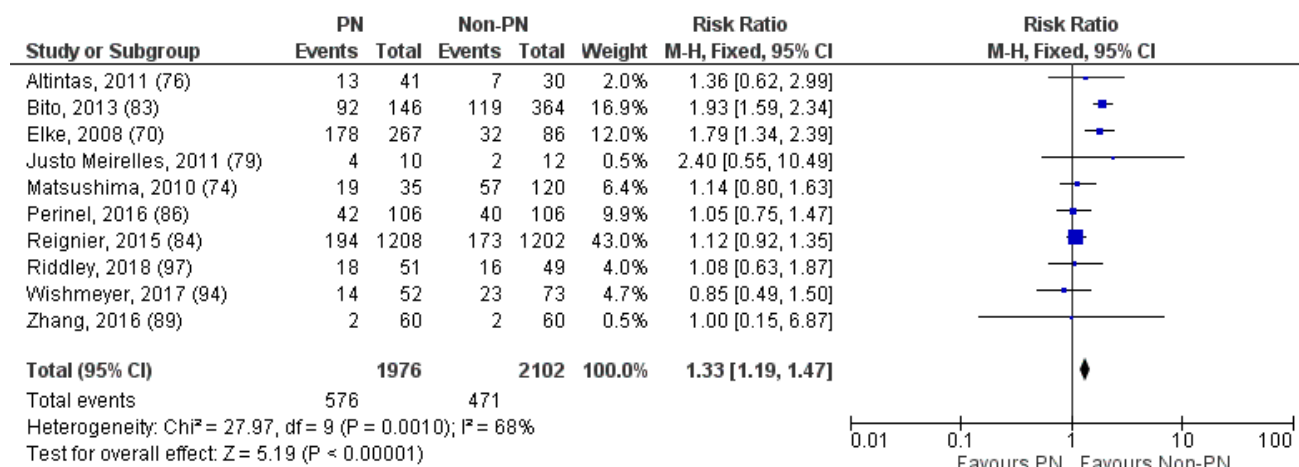 PN Non-PN Risk Ratio Risk Ratio
Study or Subgroup Events Total Events Total Weight M-H, Fixed, 95% CI M-H, Fixed, 95% CI
Altintas, 2011 (76) 13 41 7 30 2.0% 1.36 [0.62, 2.99]
Bito, 2013 (83) 92 146 119 364 16.9% 1.93 [1.59, 2.34]
Elke, 2008 (70) 178 267 32 86 12.0% 1.79 [1.34, 2.39]
Justo Meirelles, 2011 (79) 4 10 2 12 0.5% 2.40 [0.55, 10.49]
Matsushima, 2010 (74) 19 35 57 120 6.4% 1.14 [0.80, 1.63]
Perinel, 2016 (86) 42 106 40 106 9.9% 1.05 [0.75, 1.47]
Reignier, 2015 (84) 194 1208 173 1202 43.0% 1.12 [0.92, 1.35]
Riddley, 2018 (97) 18 51 16 49 4.0% 1.08 [0.63, 1.87]
Wishmeyer, 2017 (94) 14 52 23 73 4.7% 0.85 [0.49, 1.50]
Zhang, 2016 (89) 2 60 2 60 0.5% 1.00 [0.15, 6.87]
Total (95% CI) 1976 2102 100.0% 1.33 [1.19, 1.47]
Total events 576 471
Heterogeneity: Chi² = 27.97, df = 9 (P = 0.0010); I² = 68%
Test for overall effect: Z = 5.19 (P < 0.00001)
0.01 0.1 1 10 100
Favours PN Favours Non-PN